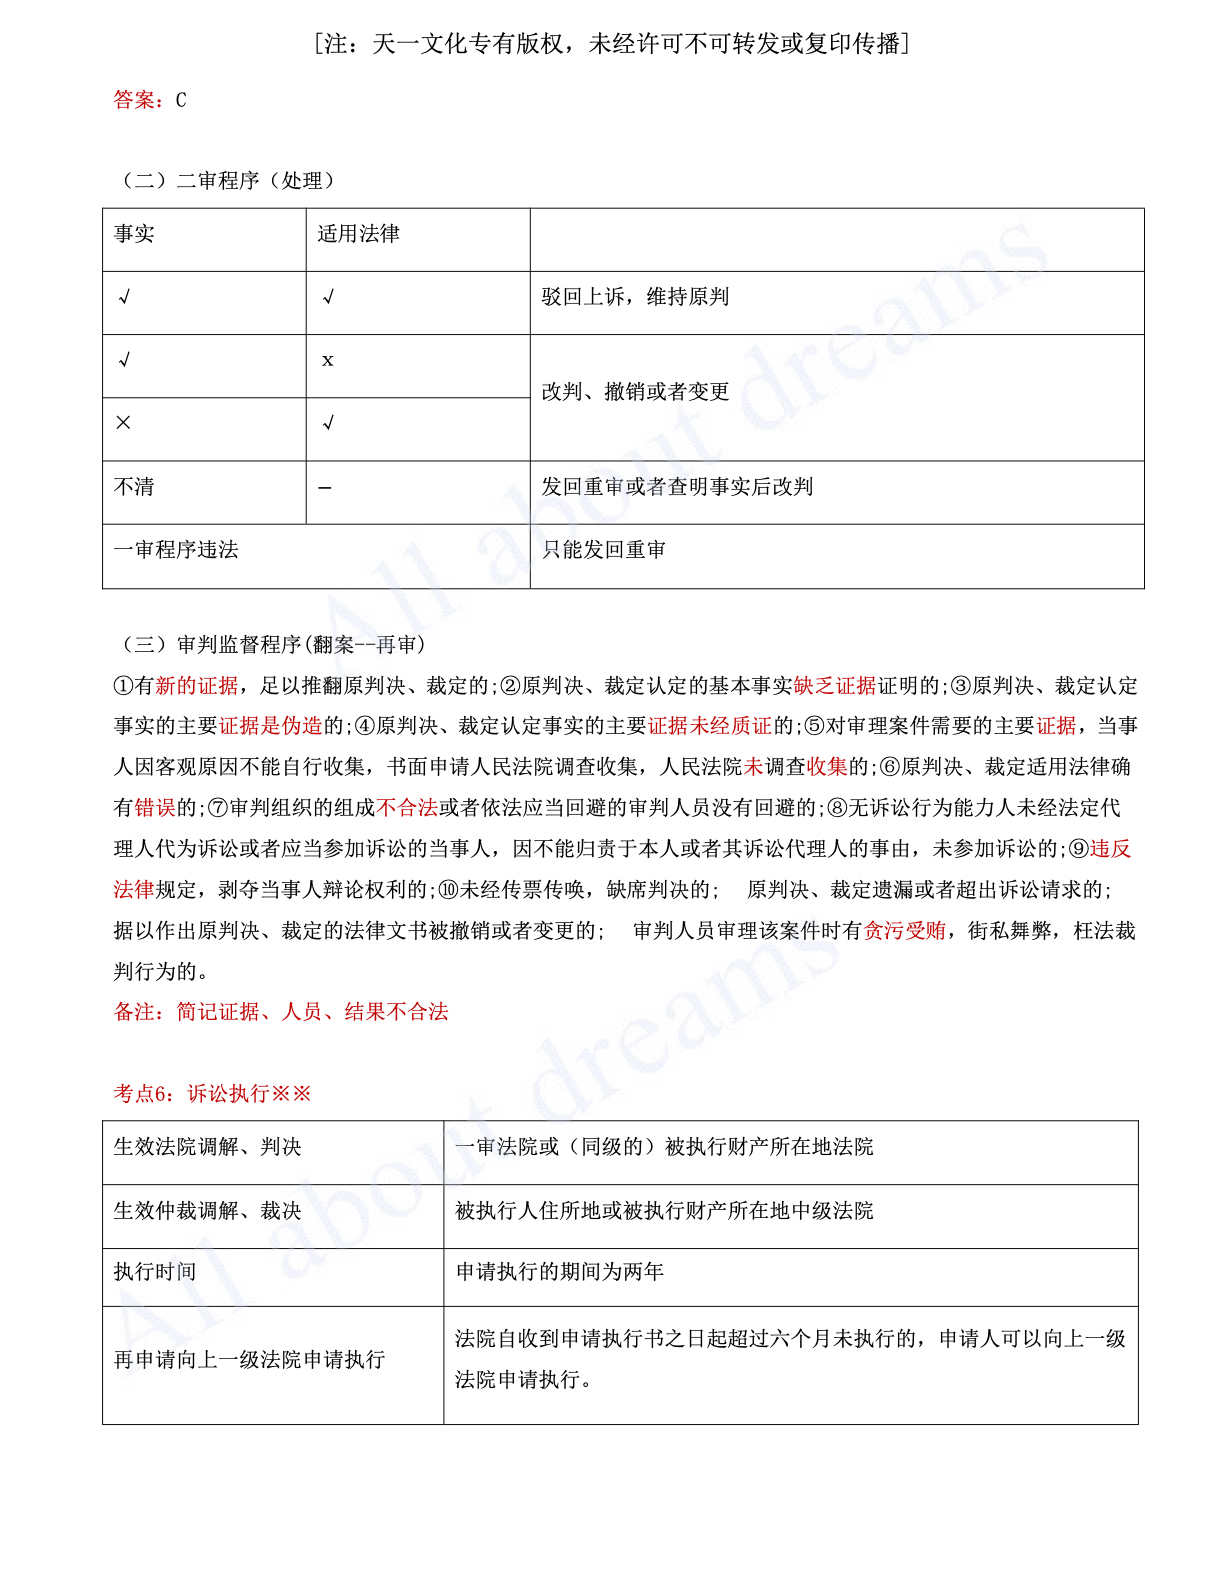 [注：天一文化专有版权，未经许可不可转发或复印传播]
答案：C
（二）二审程序（处理）
事实 适用法律
√ √ 驳回上诉，维持原判
√ x
改判、撤销或者变更
× √
不清 — 发回重审或者查明事实后改判
一审程序违法 只能发回重审
（三）审判监督程序(翻案--再审)
①有新的证据，足以推翻原判决、裁定的;②原判决、裁定认定的基本事实缺乏证据证明的;③原判决、裁定认定
事实的主要证据是伪造的;④原判决、裁定认定事实的主要证据未经质证的;⑤对审理案件需要的主要证据，当事
人因客观原因不能自行收集，书面申请人民法院调查收集，人民法院未调查收集的;⑥原判决、裁定适用法律确
有错误的;⑦审判组织的组成不合法或者依法应当回避的审判人员没有回避的;⑧无诉讼行为能力人未经法定代
理人代为诉讼或者应当参加诉讼的当事人，因不能归责于本人或者其诉讼代理人的事由，未参加诉讼的;⑨违反
法律规定，剥夺当事人辩论权利的;⑩未经传票传唤，缺席判决的; 原判决、裁定遗漏或者超出诉讼请求的;
据以作出原判决、裁定的法律文书被撤销或者变更的; 审判人员审理该案件时有贪污受贿，街私舞弊，枉法裁
判行为的。
备注：简记证据、人员、结果不合法
考点6：诉讼执行※※
生效法院调解、判决 一审法院或（同级的）被执行财产所在地法院
生效仲裁调解、裁决 被执行人住所地或被执行财产所在地中级法院
执行时间 申请执行的期间为两年
再申请向上一级法院申请执行 法院自收到申请执行书之日起超过六个月未执行的，申请人可以向上一级
法院申请执行。
All about dreams
All about dreams